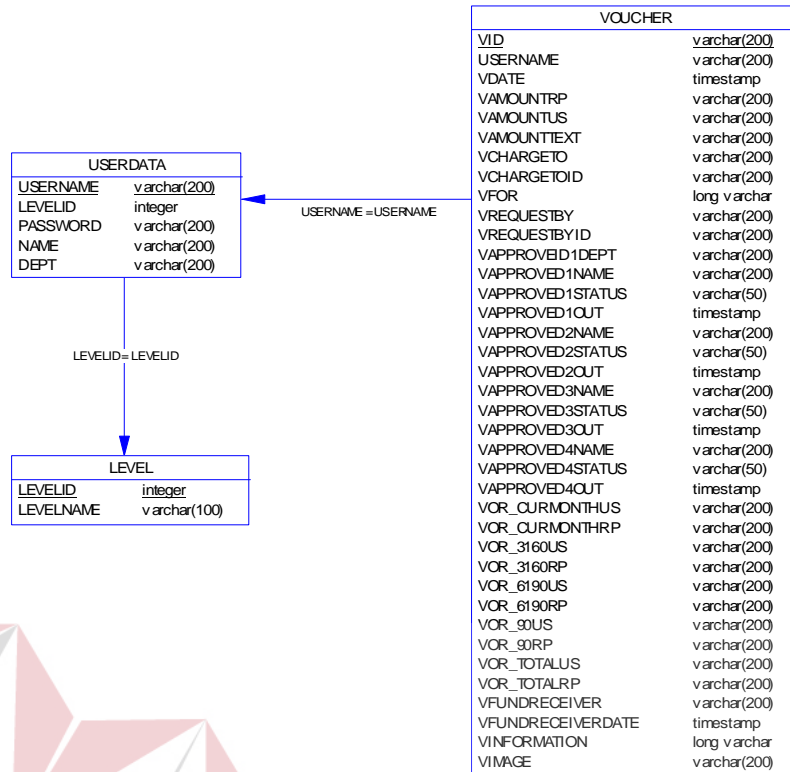 VOUCHER
VID varchar(200)
USERNAME varchar(200)
VDATE timestamp
VAMOUNTRP varchar(200)
VAMOUNTUS varchar(200)
VAMOUNTTEXT varchar(200)
VCHARGETO varchar(200)
VCHARGETOID varchar(200)
VFOR long varchar
VREQUESTBY varchar(200)
VREQUESTBYID varchar(200)
VAPPROVEID1DEPT varchar(200)
VAPPROVED1NAME varchar(200)
VAPPROVED1STATUS varchar(50)
VAPPROVED1OUT timestamp
VAPPROVED2NAME varchar(200)
VAPPROVED2STATUS varchar(50)
VAPPROVED2OUT timestamp
VAPPROVED3NAME varchar(200)
VAPPROVED3STATUS varchar(50)
VAPPROVED3OUT timestamp
VAPPROVED4NAME varchar(200)
VAPPROVED4STATUS varchar(50)
VAPPROVED4OUT timestamp
VOR_CURMONTHUS varchar(200)
VOR_CURMONTHRP varchar(200)
VOR_3160US varchar(200)
VOR_3160RP varchar(200)
VOR_6190US varchar(200)
VOR_6190RP varchar(200)
VOR_90US varchar(200)
VOR_90RP varchar(200)
VOR_TOTALUS varchar(200)
VOR_TOTALRP varchar(200)
VFUNDRECEIVER varchar(200)
VFUNDRECEIVERDATE timestamp
VINFORMATION long varchar
VIMAGE varchar(200)
USERDATA
USERNAME varchar(200)
LEVELID integer
PASSWORD varchar(200)
NAME varchar(200)
DEPT varchar(200)
USERNAME = USERNAME
LEVELID = LEVELID
LEVEL
LEVELID integer
LEVELNAME varchar(100)